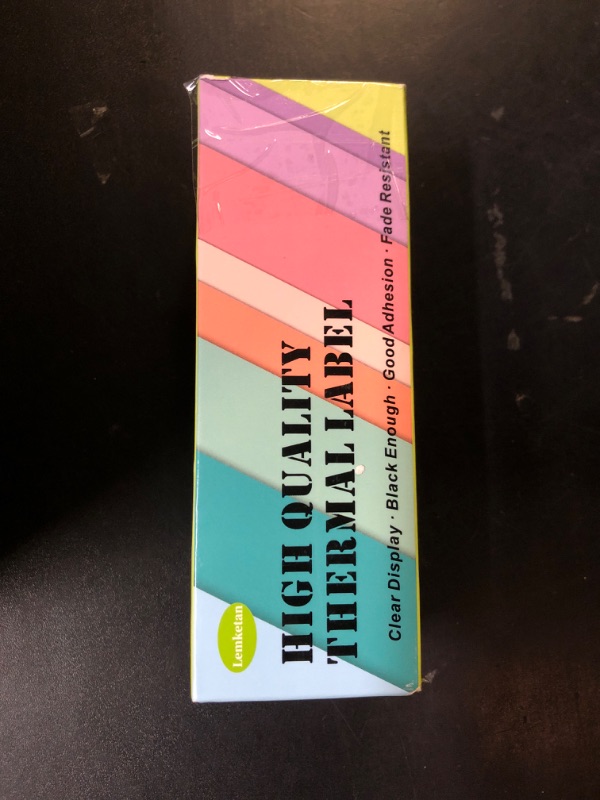 Lemketan
HIGH QUALITY
THERMAL LABEL
Clear Display · Black Enough · Good Adhesion · Fade Resistant